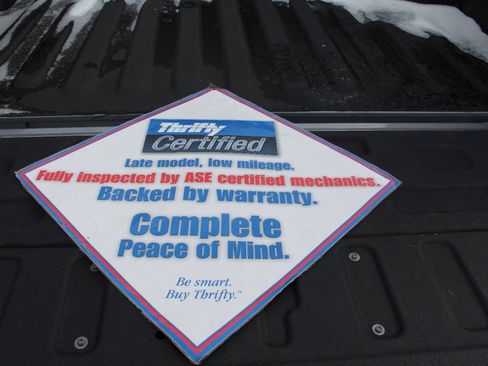 Thrifty
Certified
Late model, low mileage.
Fully inspected by ASE certified mechanics.
Backed by warranty.
Complete
Peace of Mind.
Be smart.
Buy Thrifty.™